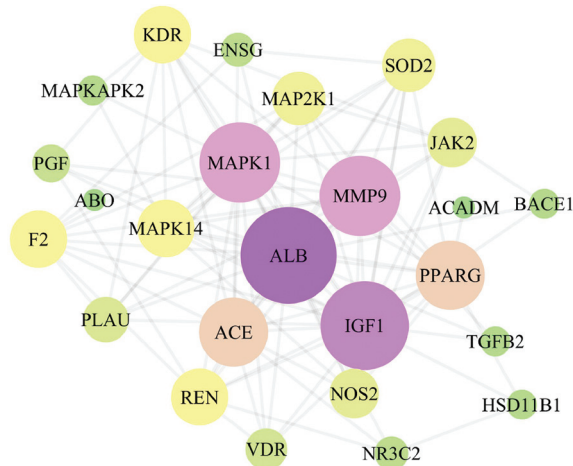 KDR
ENSG
SOD2
MAPKAPK2
MAP2K1
JAK2
PGF
MAPK1
MMP9
ABO
ACADM
BACE1
F2
MAPK14
ALB
PPARG
PLAU
ACE
IGF1
TGFB2
REN
NOS2
HSD11B1
VDR
NR3C2